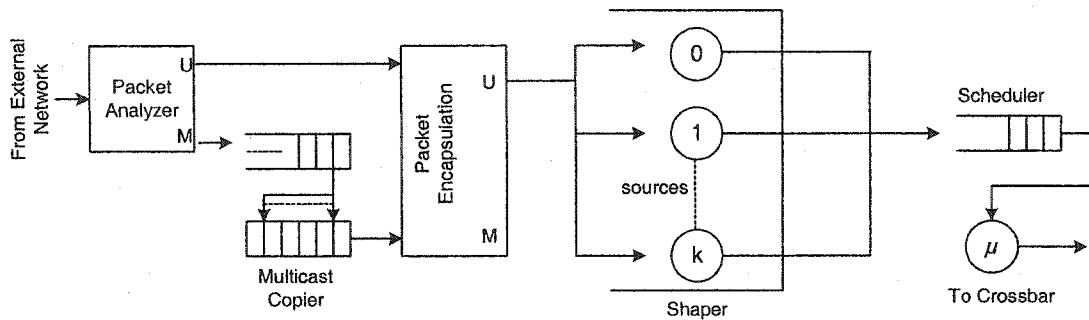 From External
Network
Packet
Analyzer
U
M
Multicast
Copier
Packet
Encapsulation
U
M
0
1
sources
k
Shaper
Scheduler
μ
To Crossbar